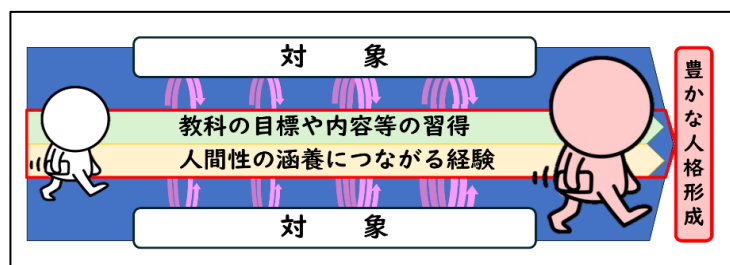 対　　象
教科の目標や内容等の習得
人間性の涵養につながる経験
対　　象
豊かな人格形成